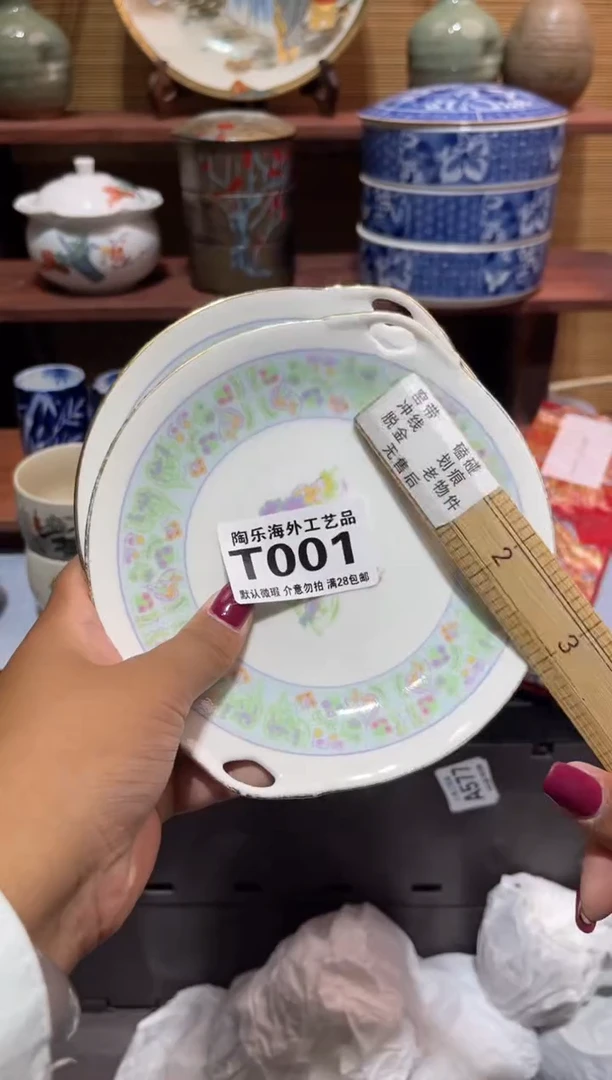 陶乐海外工艺品
T001
默认微瑕 介意勿拍 满28包邮
窑带 磕碰
冲线 划痕
脱金 老物件
无售后
2
3
A577